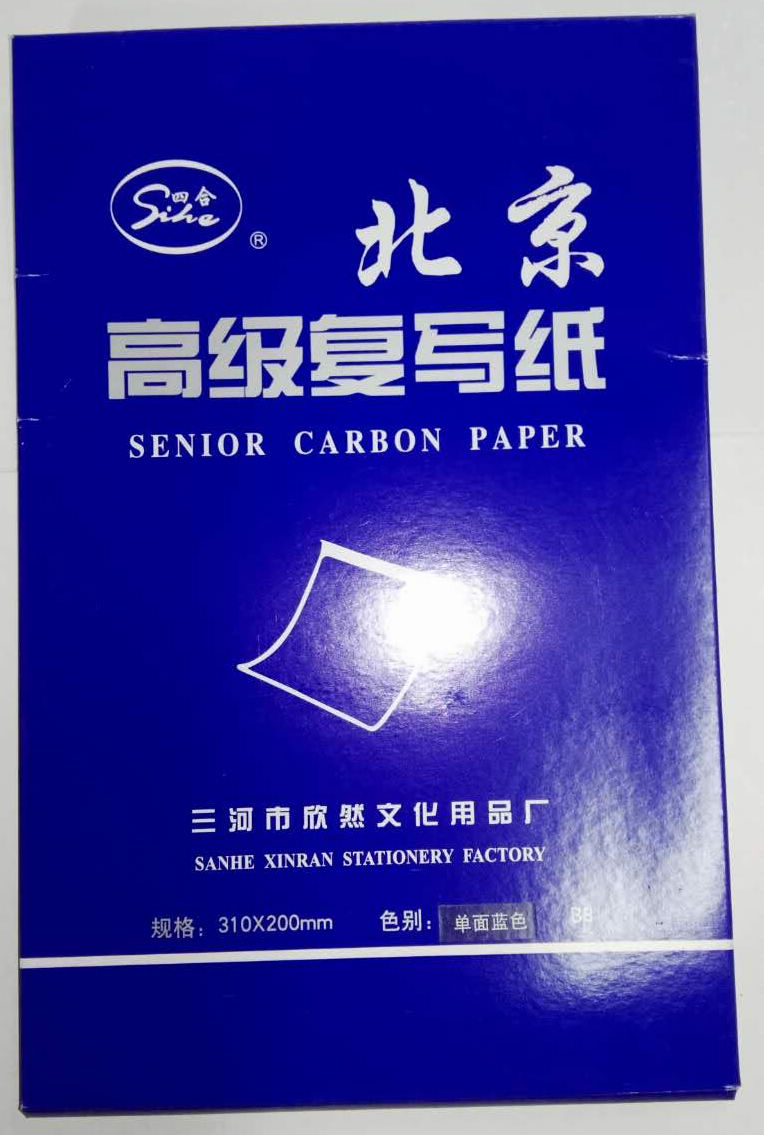 四合
Sihe
®
北京
高级复写纸
SENIOR CARBON PAPER
三河市欣然文化用品厂
SANHE XINRAN STATIONERY FACTORY
规格：310X200mm 色别：单面蓝色